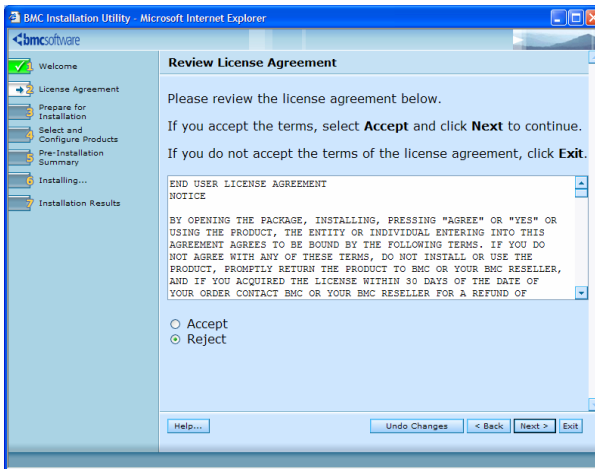 BMC Installation Utility - Microsoft Internet Explorer
bmcsoftware
1 Welcome
2 License Agreement
3 Prepare for
Installation
4 Select and
Configure Products
5 Pre-Installation
Summary
6 Installing...
7 Installation Results
Review License Agreement
Please review the license agreement below.
If you accept the terms, select Accept and click Next to continue.
If you do not accept the terms of the license agreement, click Exit.
END USER LICENSE AGREEMENT
NOTICE
BY OPENING THE PACKAGE, INSTALLING, PRESSING "AGREE" OR "YES" OR
USING THE PRODUCT, THE ENTITY OR INDIVIDUAL ENTERING INTO THIS
AGREEMENT AGREES TO BE BOUND BY THE FOLLOWING TERMS. IF YOU DO
NOT AGREE WITH ANY OF THESE TERMS, DO NOT INSTALL OR USE THE
PRODUCT, PROMPTLY RETURN THE PRODUCT TO BMC OR YOUR BMC RESELLER,
AND IF YOU ACQUIRED THE LICENSE WITHIN 30 DAYS OF THE DATE OF
YOUR ORDER CONTACT BMC OR YOUR BMC RESELLER FOR A REFUND OF
Accept
Reject
Help... Undo Changes < Back Next > Exit